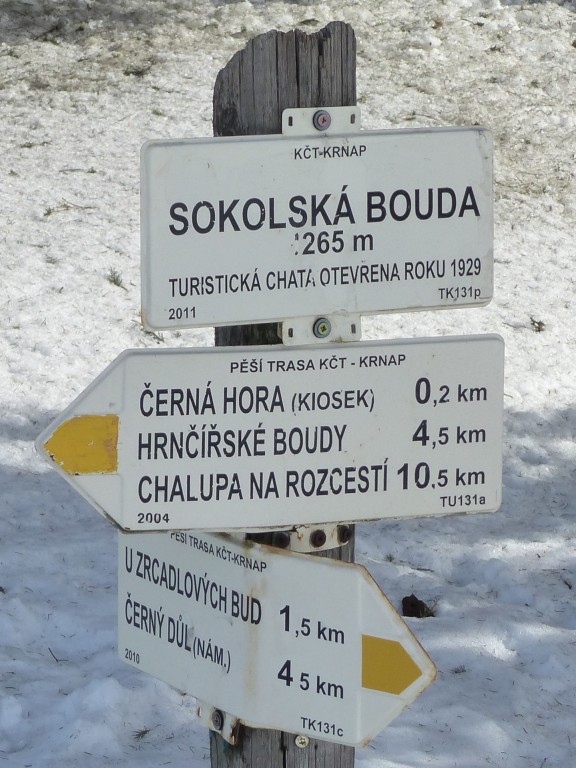 KČT-KRNAP
SOKOLSKÁ BOUDA
1265 m
TURISTICKÁ CHATA OTEVŘENA ROKU 1929
2011 TK131p
PĚŠÍ TRASA KČT - KRNAP
ČERNÁ HORA (KIOSEK) 0,2 km
HRNČÍŘSKÉ BOUDY 4,5 km
CHALUPA NA ROZCESTÍ 10,5 km
2004 TU131a
PĚŠÍ TRASA KČT-KRNAP
U ZRCADLOVÝCH BUD 1,5 km
ČERNÝ DŮL (NÁM.) 4 5 km
2010 TK131c